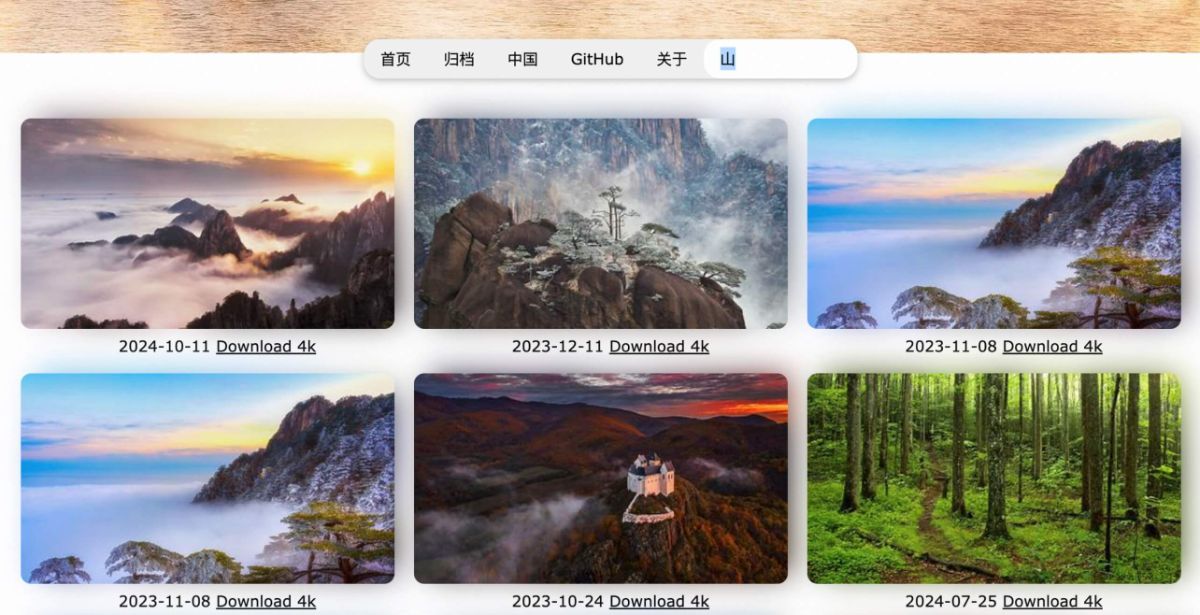 首页 归档 中国 GitHub 关于 山
2024-10-11 Download 4k 2023-12-11 Download 4k 2023-11-08 Download 4k
2023-11-08 Download 4k 2023-10-24 Download 4k 2024-07-25 Download 4k